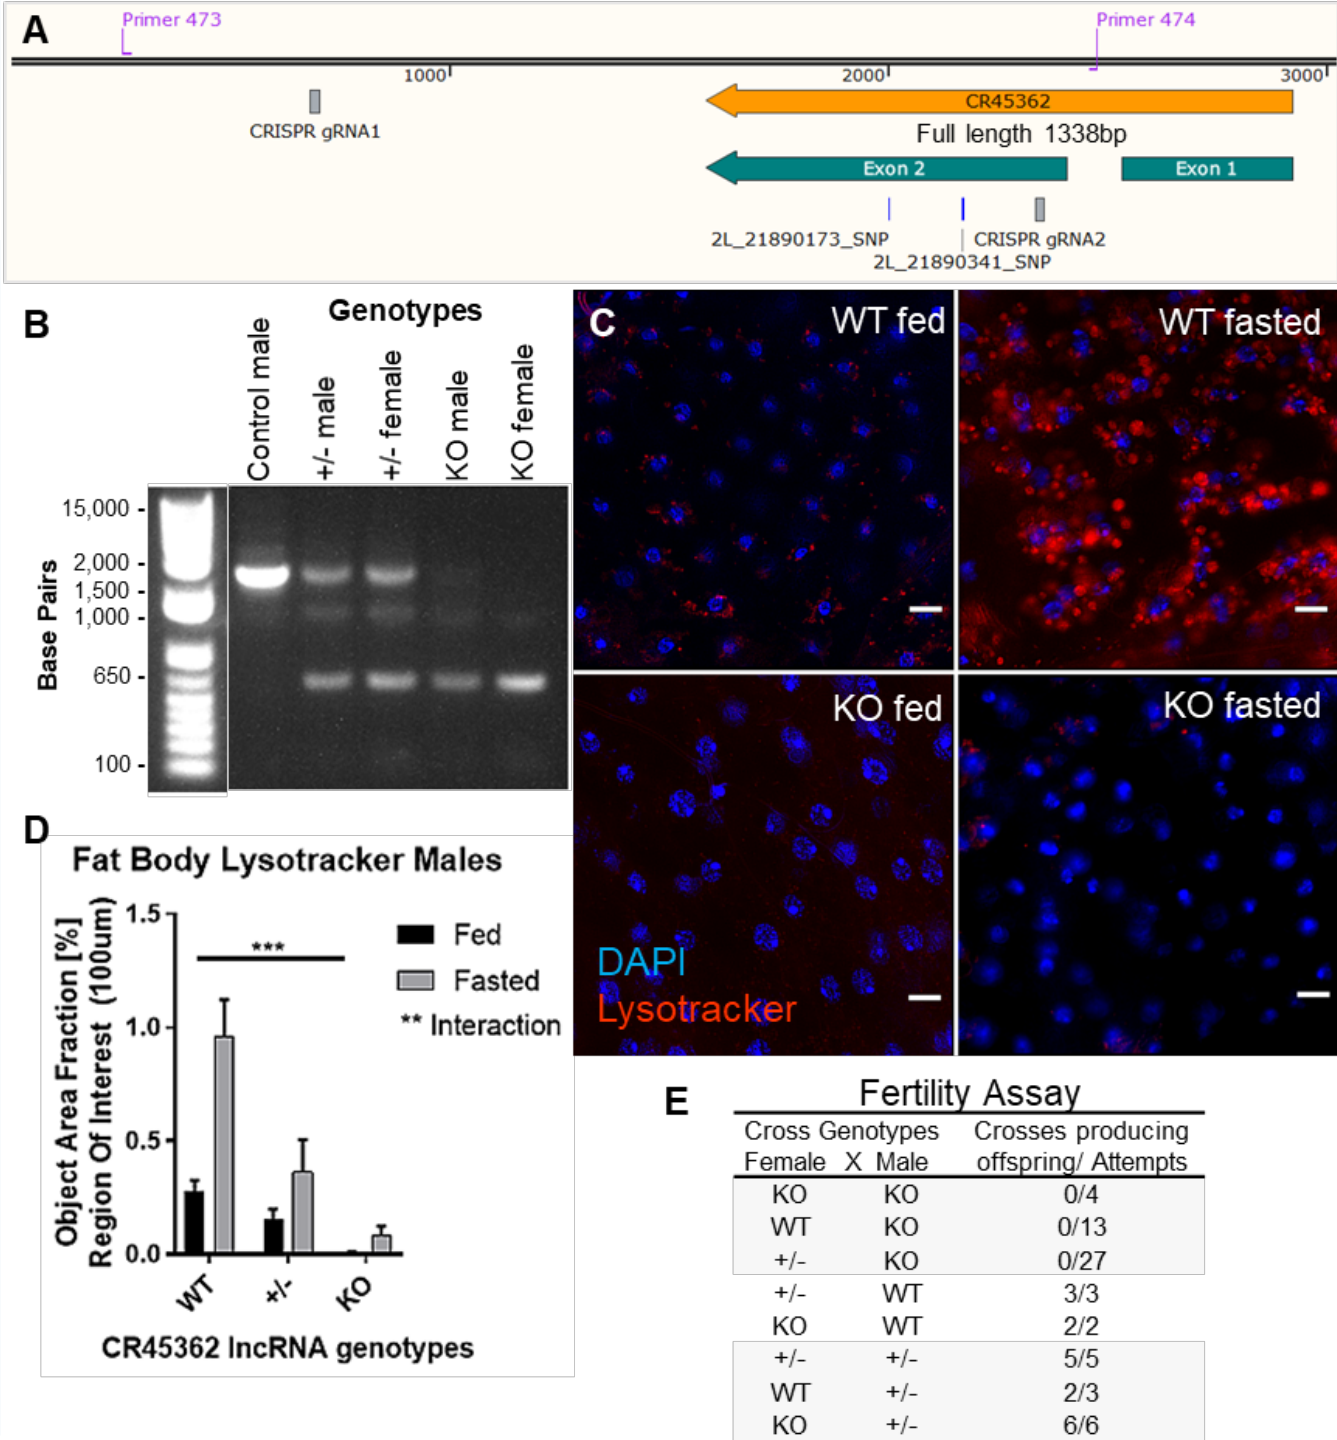 A
Primer 473
Primer 474
1000
2000
3000
CRISPR gRNA1
CR45362
Full length 1338bp
Exon 2
Exon 1
2L_21890173_SNP
CRISPR gRNA2
2L_21890341_SNP
B
Genotypes
Control male
+/- male
+/- female
KO male
KO female
Base Pairs
15,000 -
2,000 -
1,500 -
1,000 -
650 -
100 -
C
WT fed
WT fasted
KO fed
KO fasted
DAPI
Lysotracker
D
Fat Body Lysotracker Males
Object Area Fraction [%]
Region Of Interest (100um)
1.5
1.0
0.5
0.0
***
Fed
Fasted
** Interaction
WT
+/-
KO
CR45362 lncRNA genotypes
E
Fertility Assay
Cross Genotypes Crosses producing
Female X Male offspring/ Attempts
KO KO 0/4
WT KO 0/13
+/- KO 0/27
+/- WT 3/3
KO WT 2/2
+/- +/- 5/5
WT +/- 2/3
KO +/- 6/6